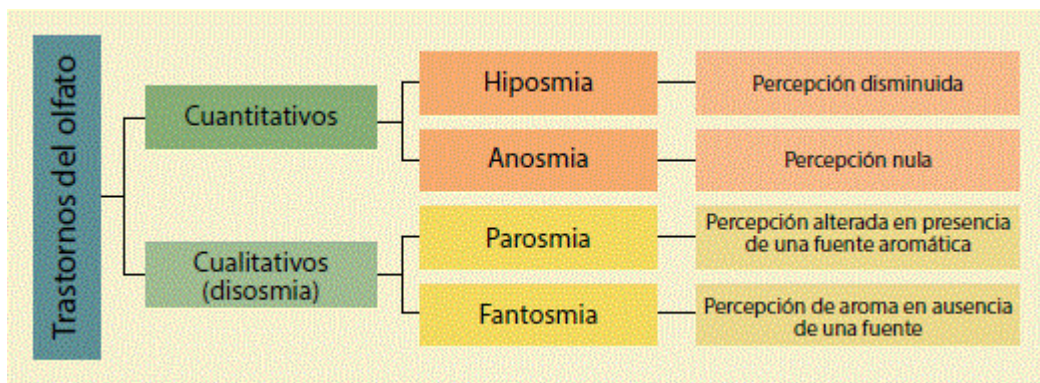 Trastornos del olfato
Cuantitativos
Hiposmia
Percepción disminuida
Anosmia
Percepción nula
Cualitativos
(disosmia)
Parosmia
Percepción alterada en presencia
de una fuente aromática
Fantosmia
Percepción de aroma en ausencia
de una fuente